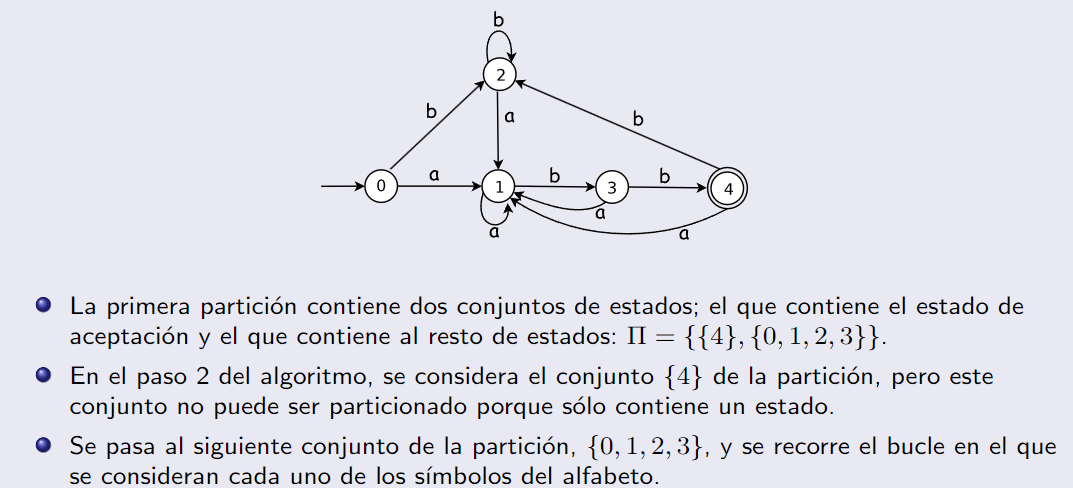 b
2
b
a
b
0
a
1
b
3
b
4
a
a
a
La primera partición contiene dos conjuntos de estados; el que contiene el estado de
aceptación y el que contiene al resto de estados: Π = {{4}, {0, 1, 2, 3}}.
En el paso 2 del algoritmo, se considera el conjunto {4} de la partición, pero este
conjunto no puede ser particionado porque sólo contiene un estado.
Se pasa al siguiente conjunto de la partición, {0, 1, 2, 3}, y se recorre el bucle en el que
se consideran cada uno de los símbolos del alfabeto.